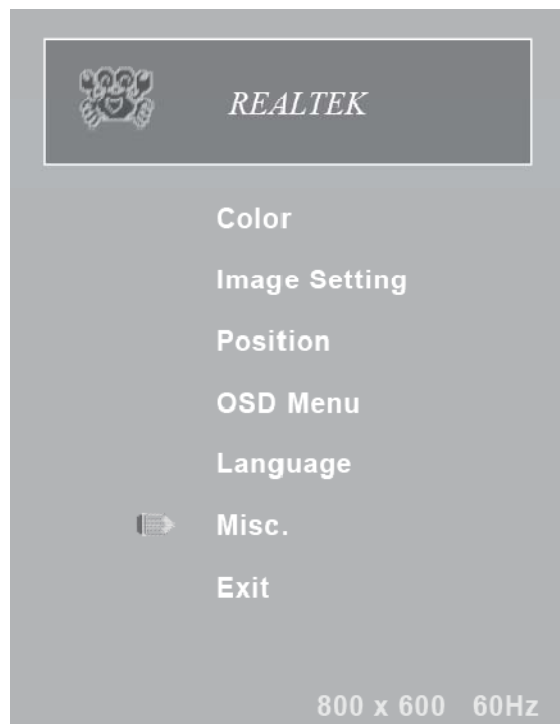 REALTEK
Color
Image Setting
Position
OSD Menu
Language
Misc.
Exit
800 x 600 60Hz